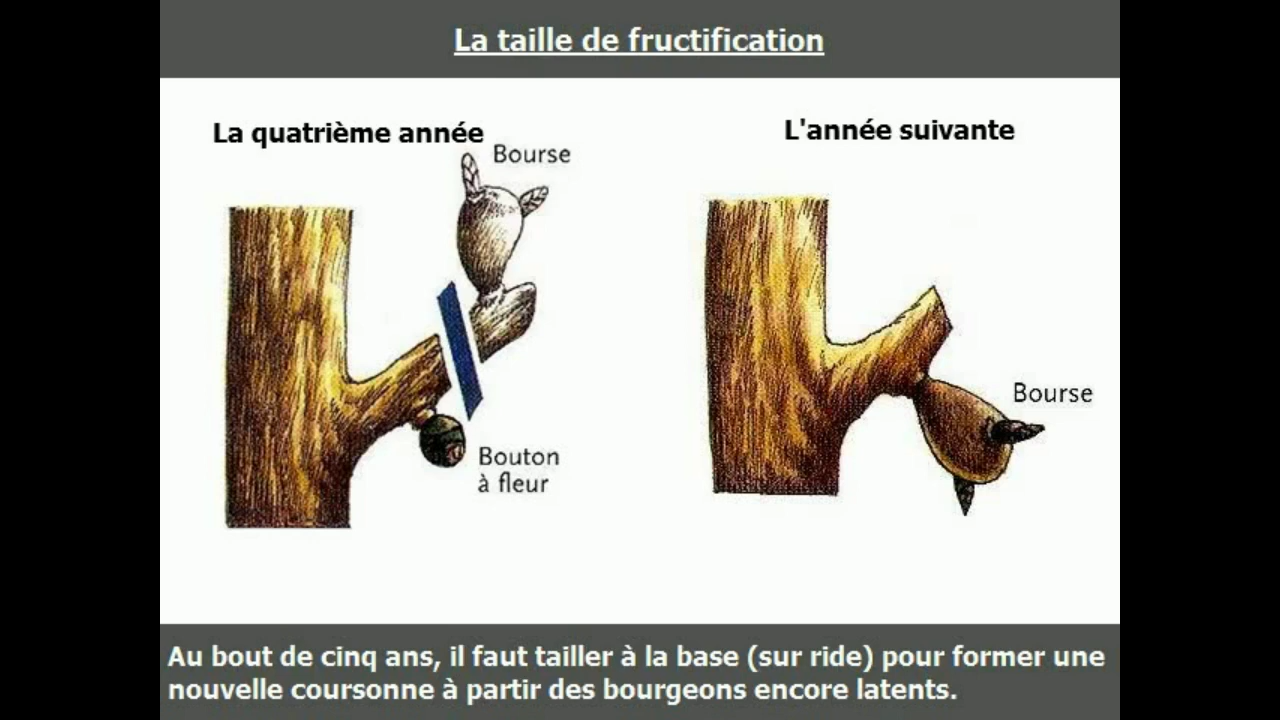 La taille de fructification
La quatrième année
Bourse
Bouton
à fleur
L'année suivante
Bourse
Au bout de cinq ans, il faut tailler à la base (sur ride) pour former une
nouvelle coursonne à partir des bourgeons encore latents.